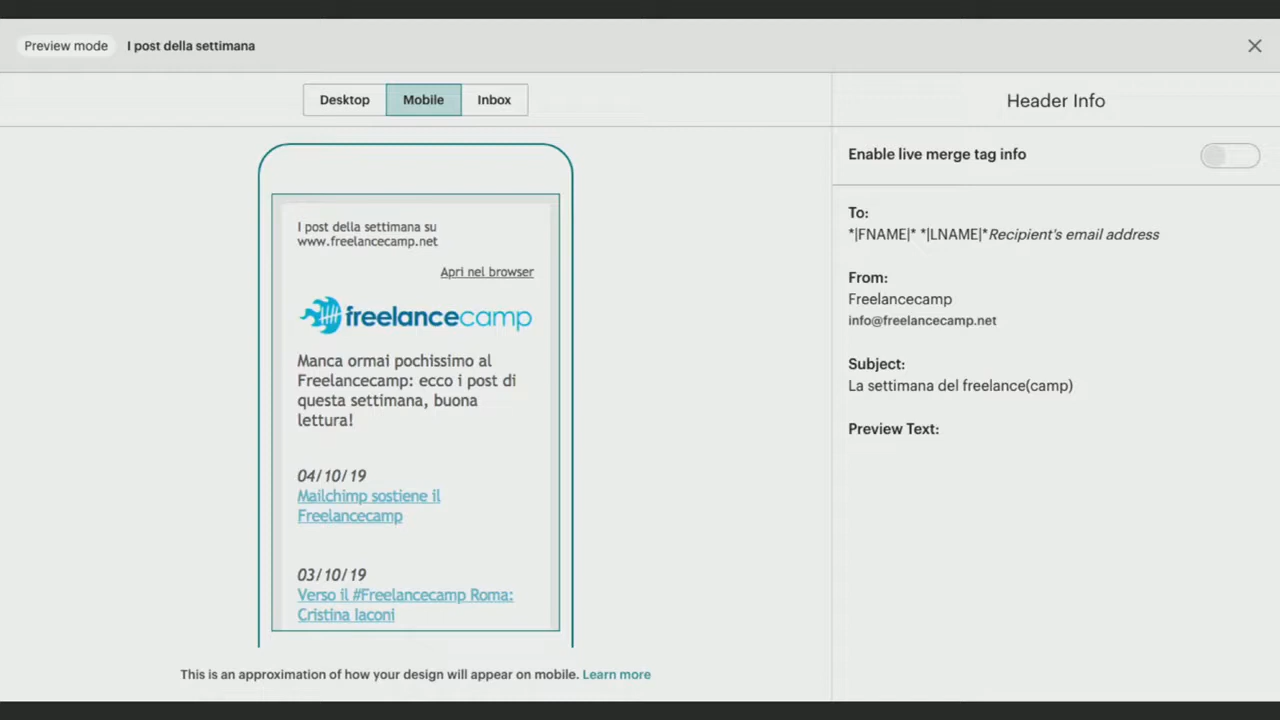 Preview mode I post della settimana
Desktop Mobile Inbox
I post della settimana su
www.freelancecamp.net
Apri nel browser
freelancecamp
Manca ormai pochissimo al
Freelancecamp: ecco i post di
questa settimana, buona
lettura!
04/10/19
Mailchimp sostiene il
Freelancecamp
03/10/19
Verso il #Freelancecamp Roma:
Cristina Iaconi
This is an approximation of how your design will appear on mobile. Learn more
Header Info
Enable live merge tag info
To:
*|FNAME|* *|LNAME|*Recipient's email address
From:
Freelancecamp
info@freelancecamp.net
Subject:
La settimana del freelance(camp)
Preview Text: